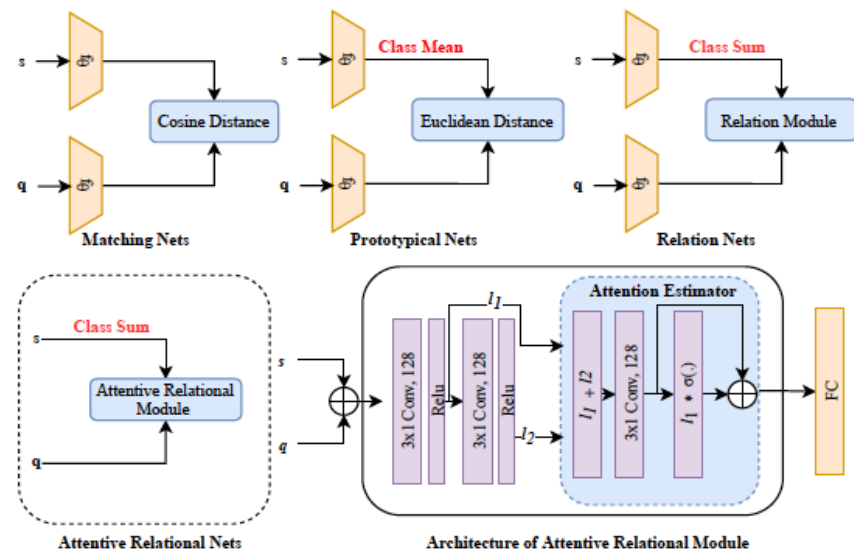 s
Class Mean
s
Class Sum
s
Cosine Distance
Euclidean Distance
Relation Module
q
q
q
Matching Nets
Prototypical Nets
Relation Nets
Class Sum
s
Attentive Relational
Module
q
Attentive Relational Nets
s
q
3x1 Conv, 128
Relu
3x1 Conv, 128
Relu
l1
l2
Attention Estimator
l1 + l2
3x1 Conv, 128
l1 * σ(.)
FC
Architecture of Attentive Relational Module